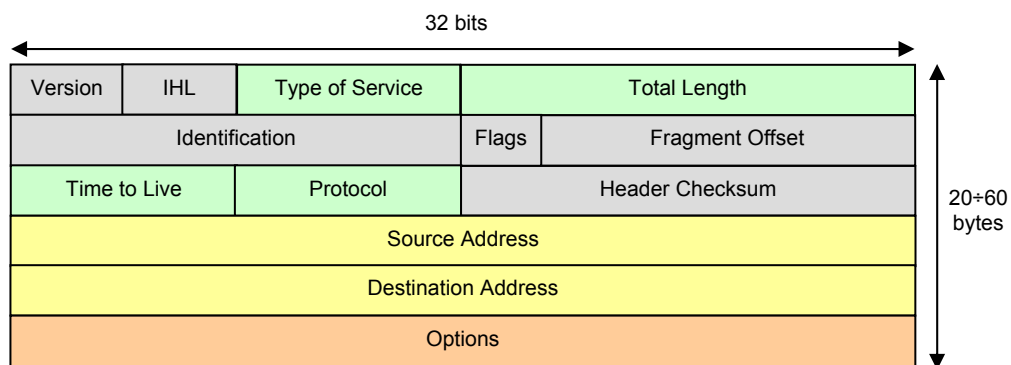 32 bits
Version IHL Type of Service Total Length
Identification Flags Fragment Offset
Time to Live Protocol Header Checksum
20÷60
bytes
Source Address
Destination Address
Options